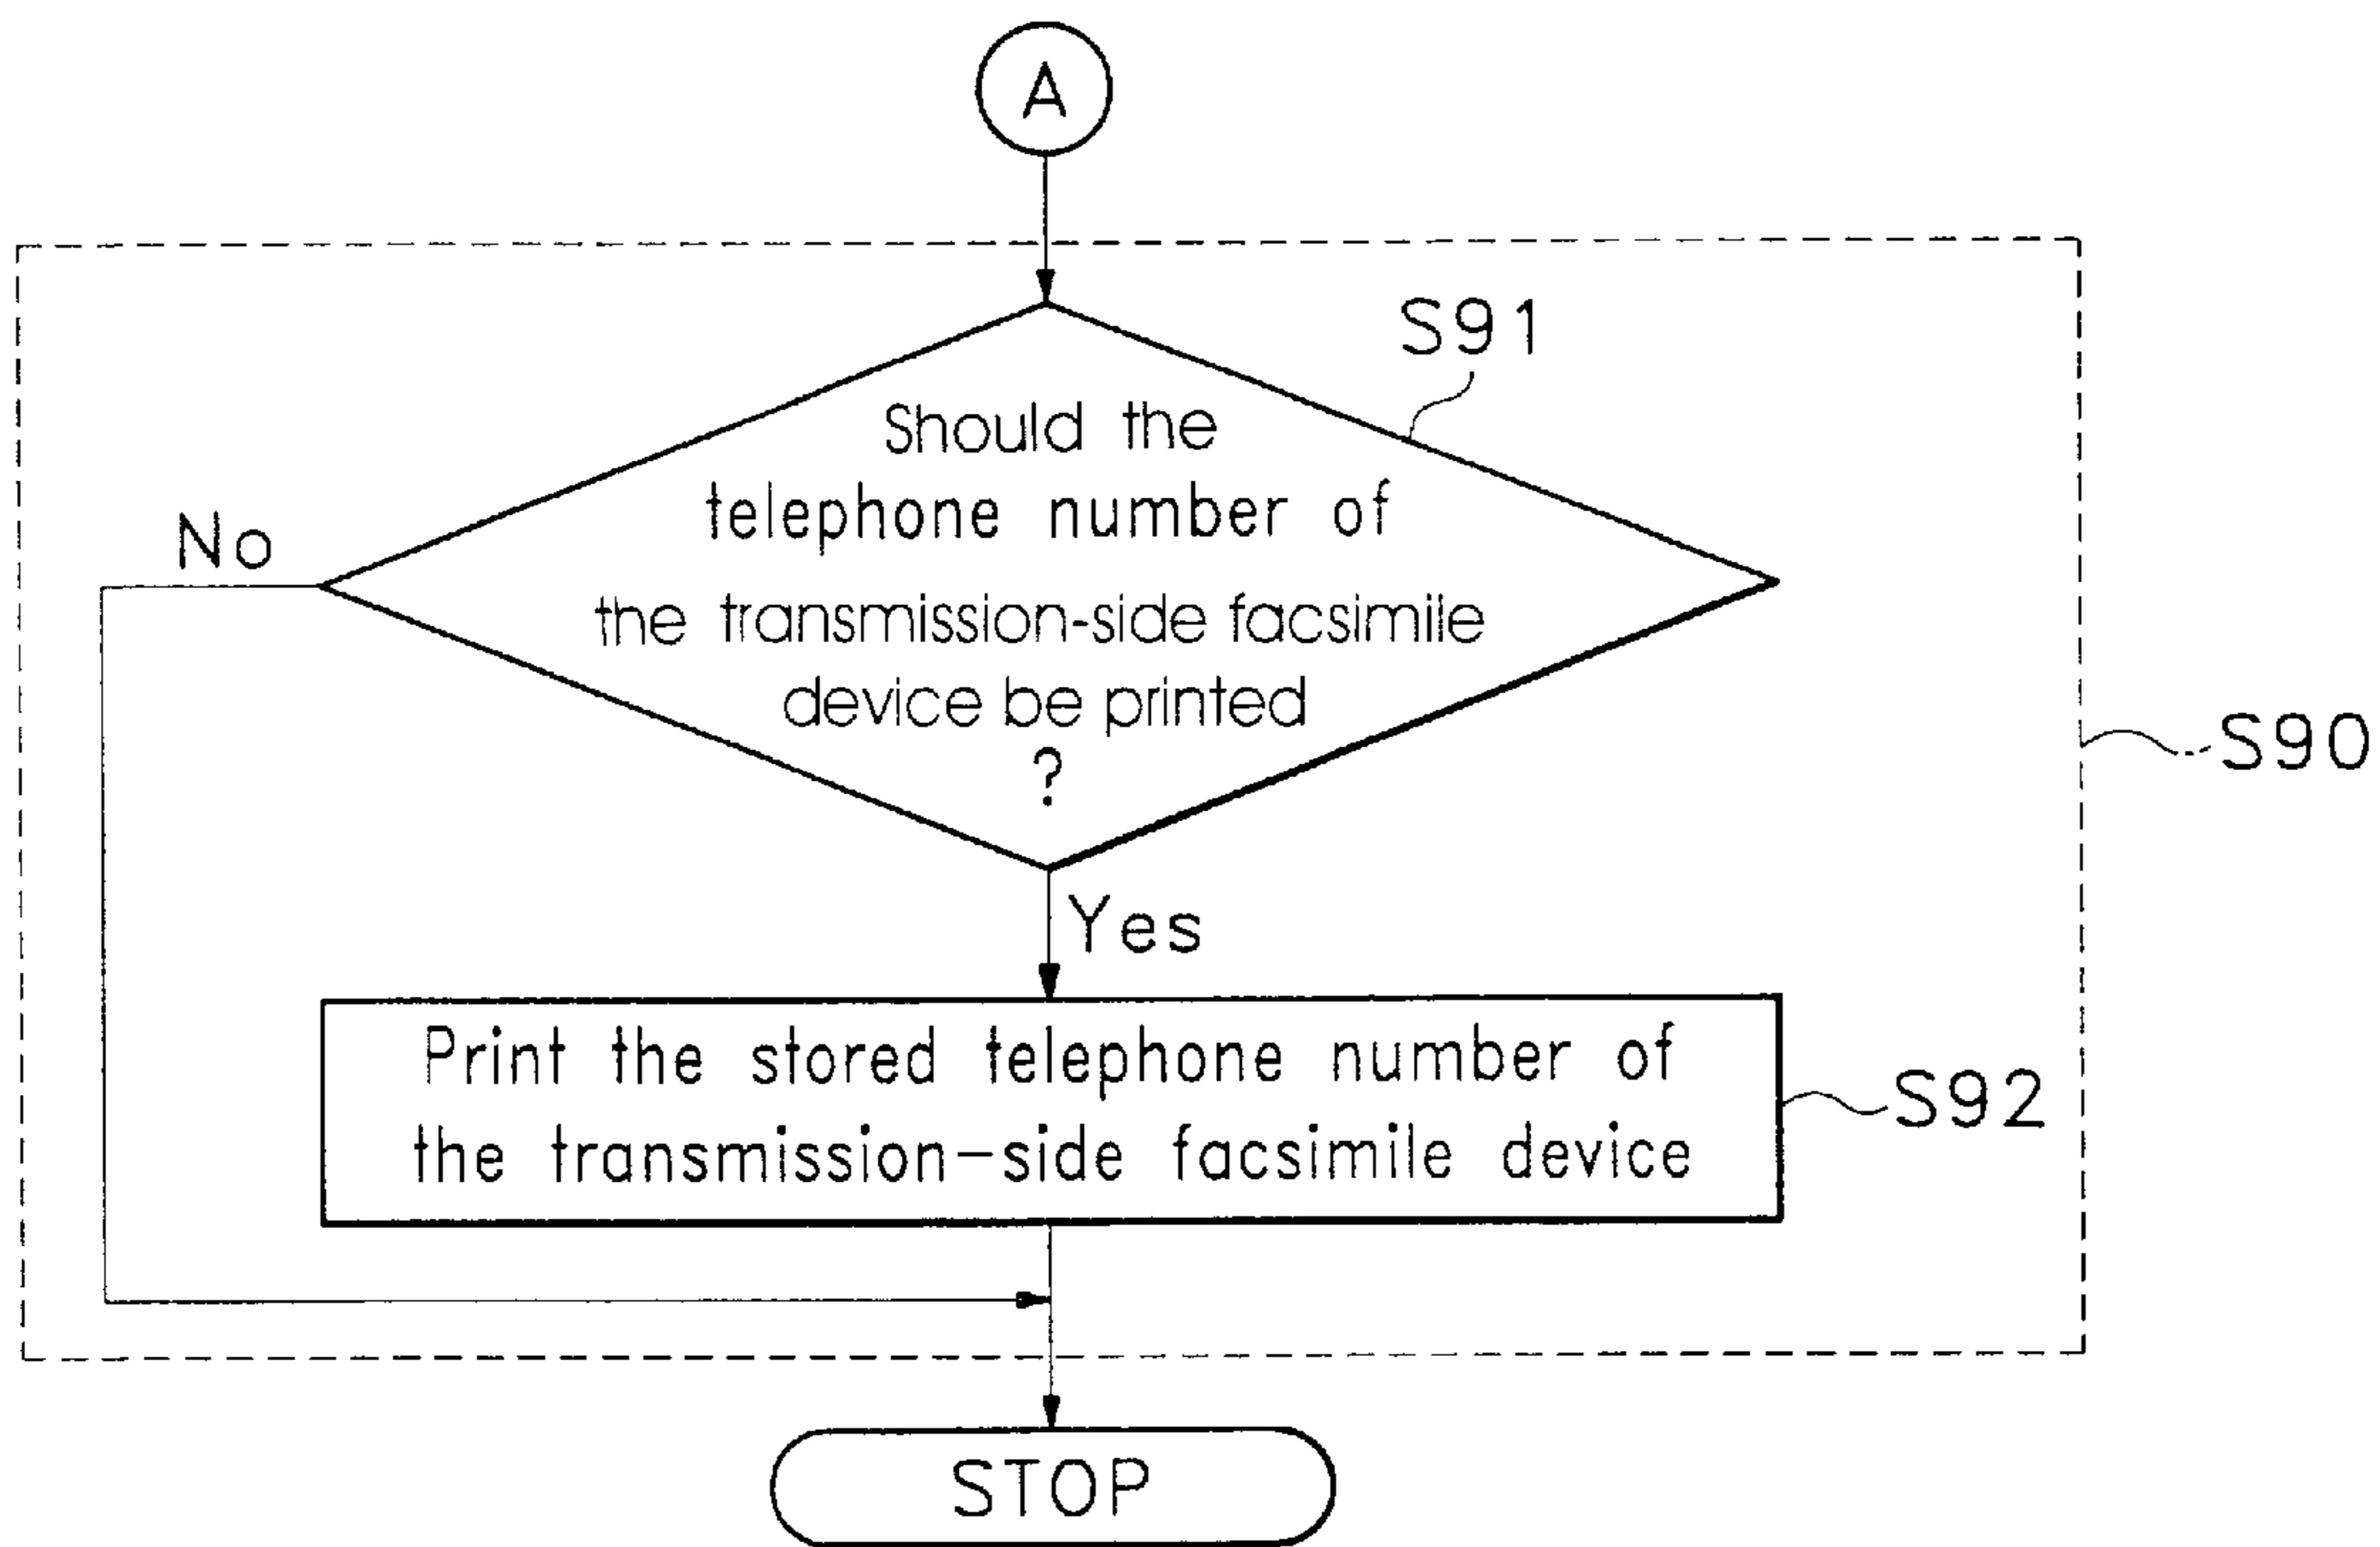 A
S91
Should the
telephone number of
No
the transmission-side facsimile
device be printed
?
S90
Yes
Print the stored telephone number of
the transmission-side facsimile device
S92
STOP